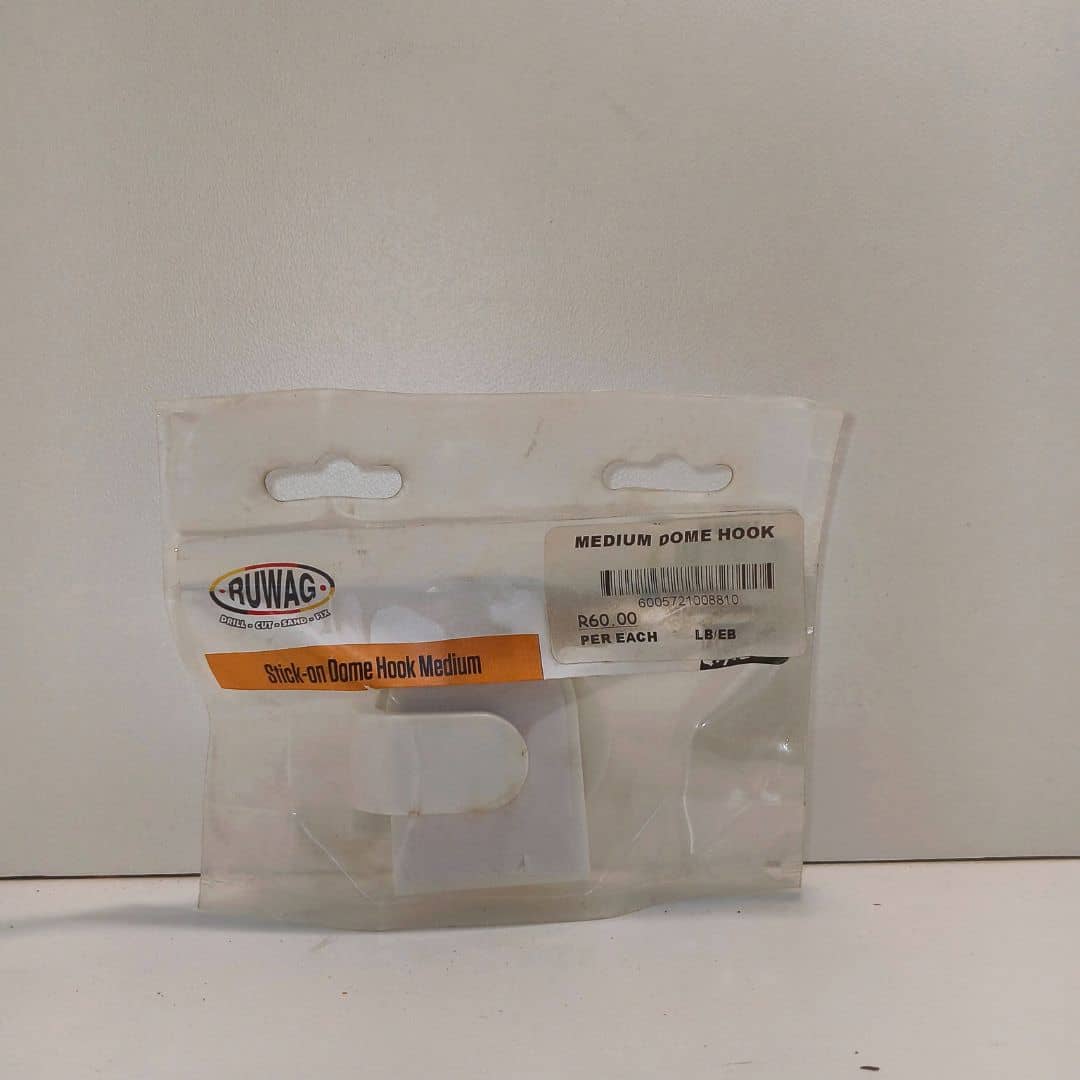 MEDIUM DOME HOOK
6005721008810
R60.00
PER EACH LB/EB
RUWAG
DRILL - CUT - SAND - FIX
Stick-on Dome Hook Medium